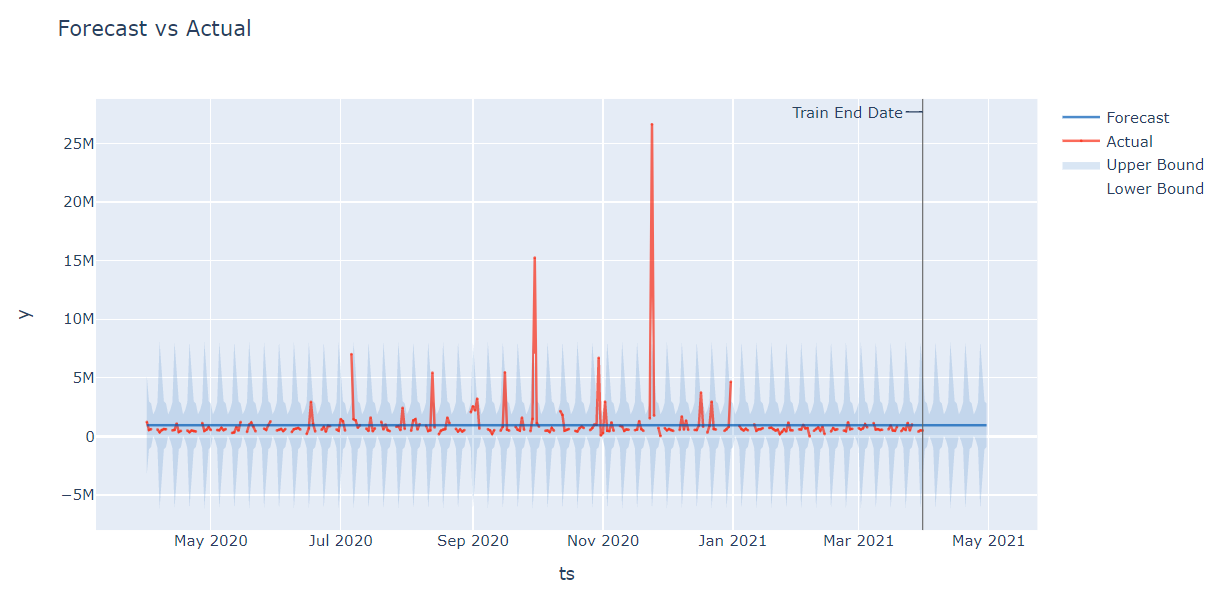 Forecast vs Actual
Train End Date
Forecast
Actual
Upper Bound
Lower Bound
25M
20M
15M
10M
5M
0
−5M
y
May 2020
Jul 2020
Sep 2020
Nov 2020
Jan 2021
Mar 2021
May 2021
ts